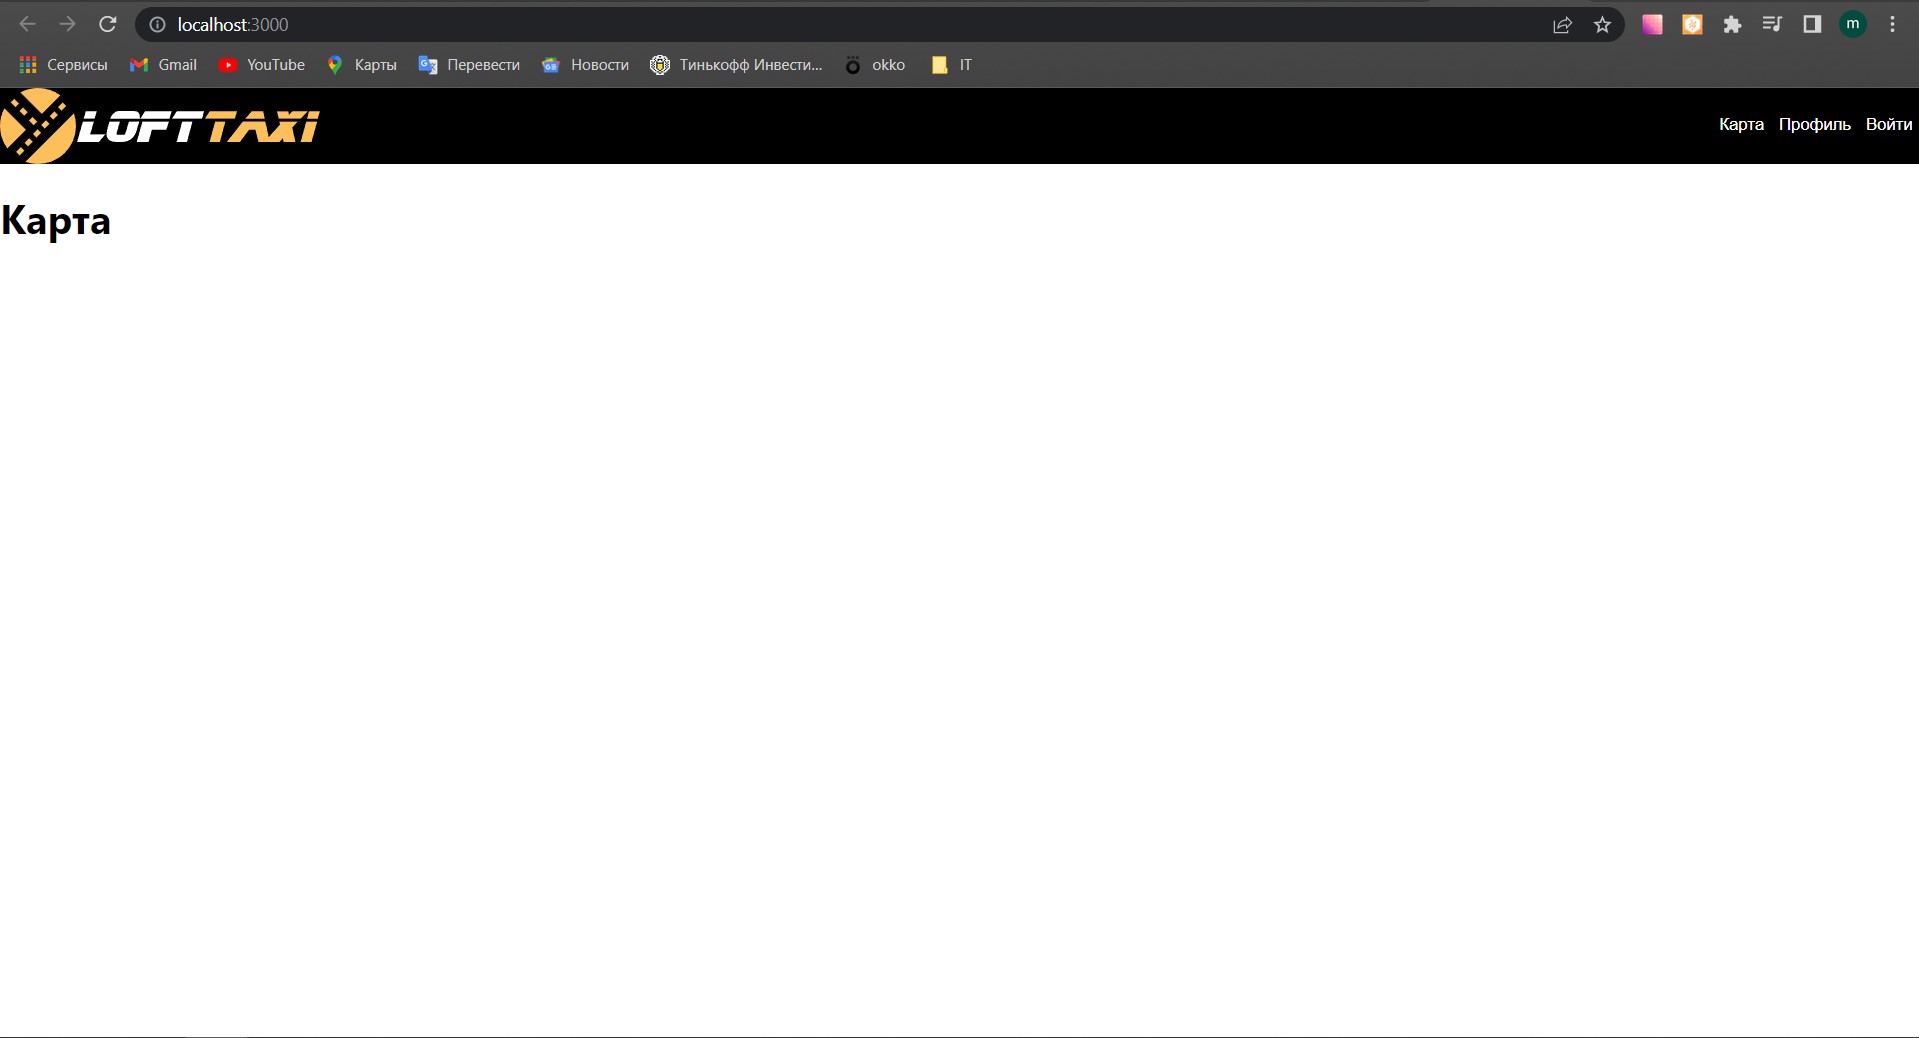 localhost:3000
m
Сервисы Gmail YouTube Карты Перевести Новости Тинькофф Инвести... okko IT
LOFTTAXI Карта Профиль Войти
Карта